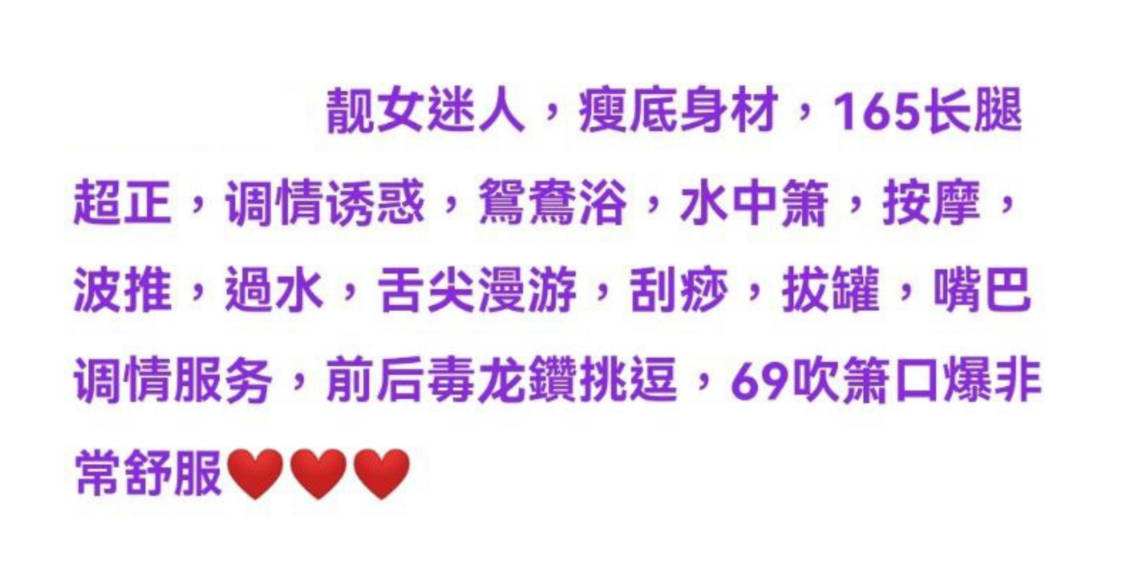 靓女迷人，瘦底身材，165长腿
超正，调情诱惑，鴛鴦浴，水中箫，按摩，
波推，過水，舌尖漫游，刮痧，拔罐，嘴巴
调情服务，前后毒龙鑽挑逗，69吹箫口爆非
常舒服❤️❤️❤️